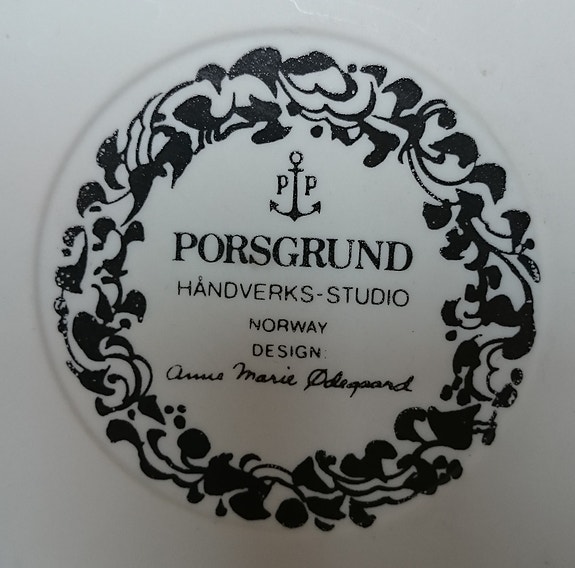 P P
PORSGRUND
HÅNDVERKS-STUDIO
NORWAY
DESIGN:
Anne Marie Ødegaard